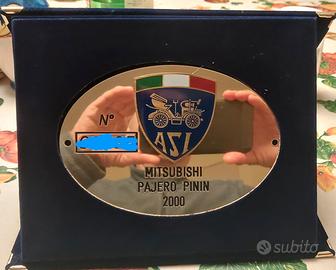 N°
ASI
MITSUBISHI
PAJERO PININ
2000
subito